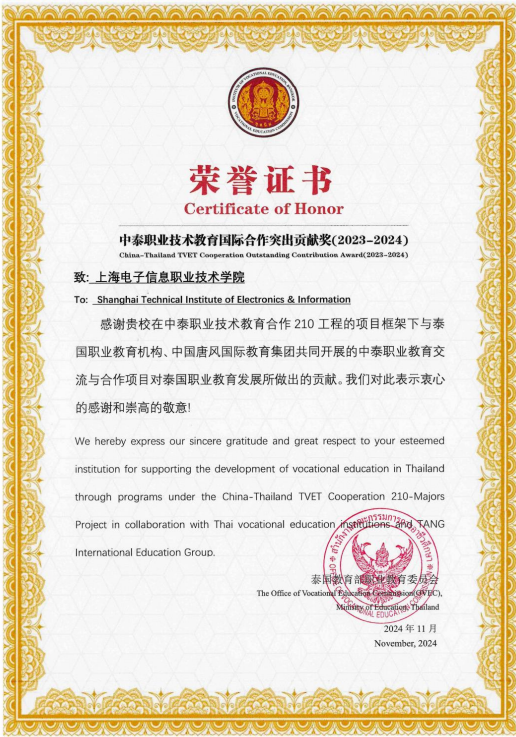 荣誉证书
Certificate of Honor
中泰职业技术教育国际合作突出贡献奖(2023-2024)
China-Thailand TVET Cooperation Outstanding Contribution Award(2023-2024)
致: 上海电子信息职业技术学院
To: Shanghai Technical Institute of Electronics & Information
感谢贵校在中泰职业技术教育合作 210 工程的项目框架下与泰
国职业教育机构、中国唐风国际教育集团共同开展的中泰职业教育交
流与合作项目对泰国职业教育发展所做出的贡献。我们对此表示衷心
的感谢和崇高的敬意!
We hereby express our sincere gratitude and great respect to your esteemed
institution for supporting the development of vocational education in Thailand
through programs under the China-Thailand TVET Cooperation 210-Majors
Project in collaboration with Thai vocational education institutions and TANG
International Education Group.
泰国教育部职业教育委员会
The Office of Vocational Education Commission(OVEC),
Ministry of Education, Thailand
2024 年 11 月
November, 2024